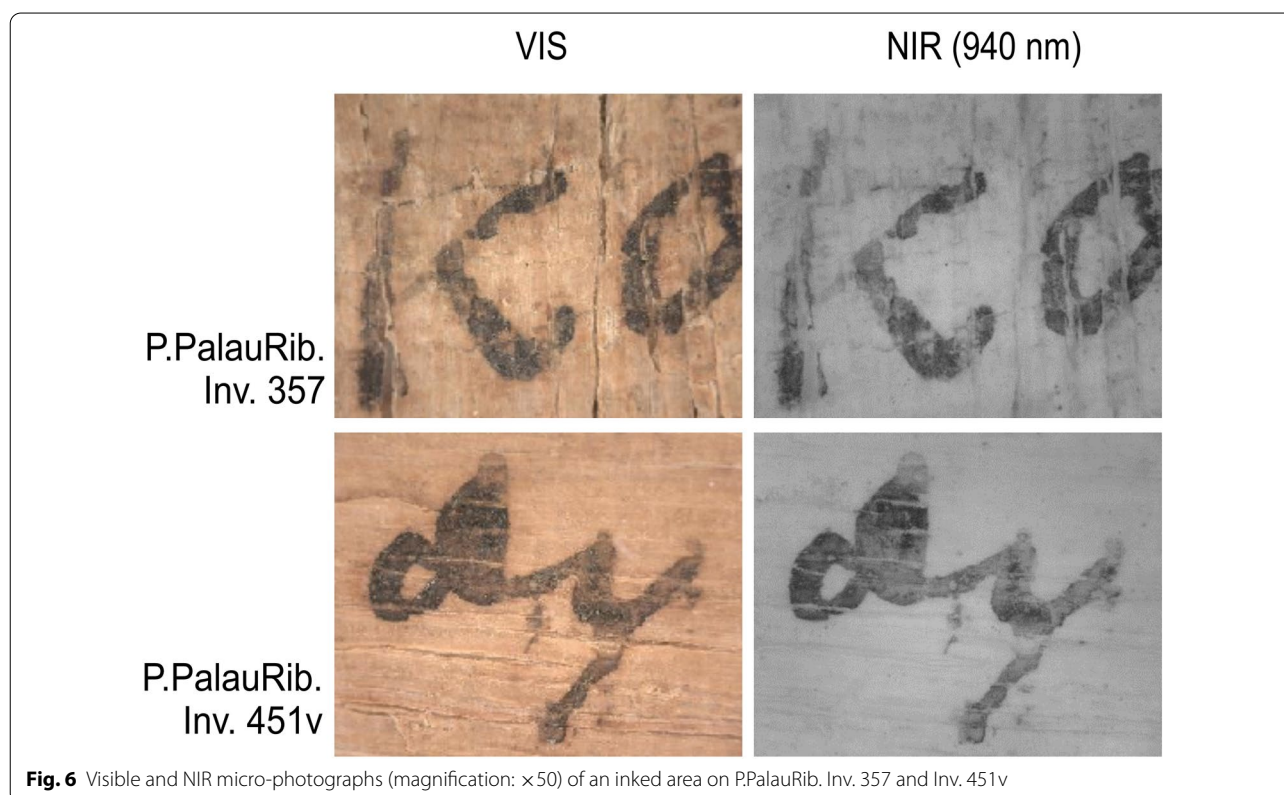 VIS NIR (940 nm)
P.PalauRib.
Inv. 357
P.PalauRib.
Inv. 451v
Fig. 6 Visible and NIR micro-photographs (magnification: ×50) of an inked area on P.PalauRib. Inv. 357 and Inv. 451v